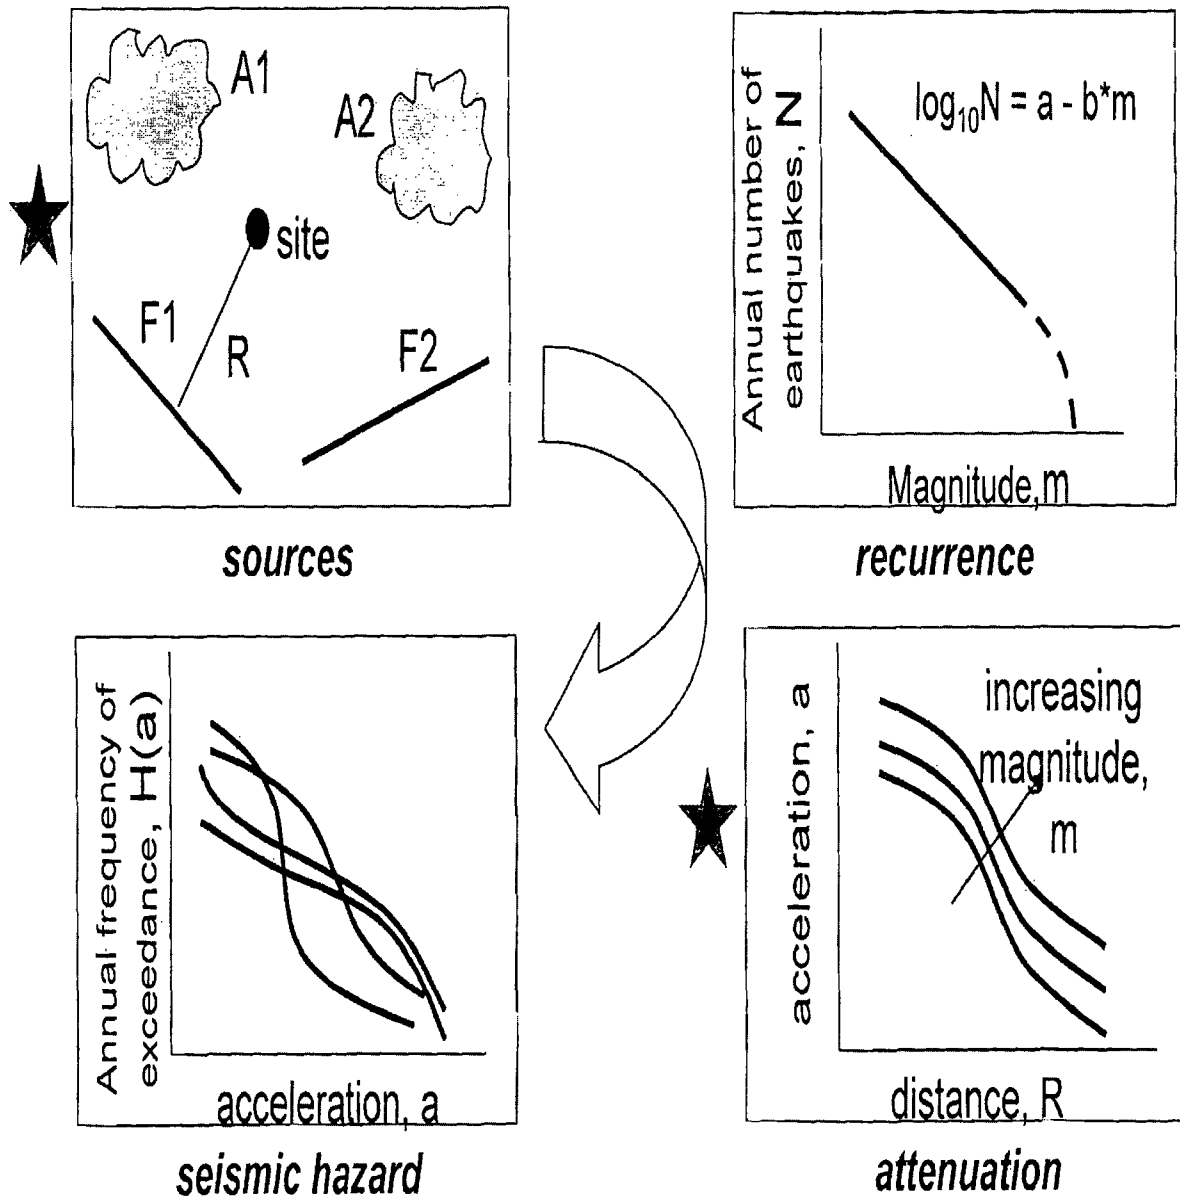 A1
A2
site
F1
R
F2
sources
Annual number of
earthquakes, N
log₁₀N = a - b*m
Magnitude,m
recurrence
Annual frequency of
exceedance, H(a)
acceleration, a
seismic hazard
acceleration, a
increasing
magnitude,
m
distance, R
attenuation